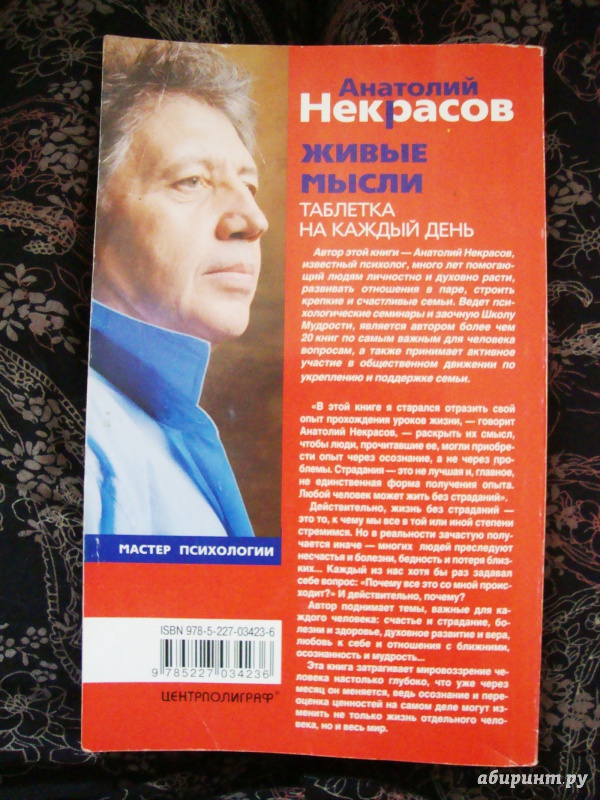 Анатолий
Некрасов
ЖИВЫЕ
МЫСЛИ
ТАБЛЕТКА
НА КАЖДЫЙ ДЕНЬ
Автор этой книги — Анатолий Некрасов,
известный психолог, много лет помогаю-
щий людям личностно и духовно расти,
развивать отношения в паре, строить
крепкие и счастливые семьи. Ведет пси-
хологические семинары и заочную Школу
Мудрости, является автором более чем
20 книг по самым важным для человека
вопросам, а также принимает активное
участие в общественном движении по
укреплению и поддержке семьи.
«В этой книге я старался отразить свой
опыт прохождения уроков жизни, — говорит
Анатолий Некрасов, — раскрыть их смысл,
чтобы люди, прочитавшие ее, могли приобре-
сти опыт через осознание, а не через про-
блемы. Страдания — это не лучшая и, главное,
не единственная форма получения опыта.
Любой человек может жить без страданий».
Действительно, жизнь без страданий —
это то, к чему мы все в той или иной степени
стремимся. Но в реальности зачастую полу-
чается иначе — многих людей преследуют
несчастья и болезни, бедность и потеря близ-
ких... Каждый из нас хотя бы раз задавал
себе вопрос: «Почему все это со мной проис-
ходит?» И действительно, почему?
Автор поднимает темы, важные для каж-
дого человека: счастье и страдание, бо-
лезни и здоровье, духовное развитие и вера,
любовь к себе и отношения с ближними,
осознанность и мудрость...
Эта книга затрагивает мировоззрение че-
ловека настолько глубоко, что уже через
месяц он меняется, ведь осознание и пере-
оценка ценностей на самом деле могут из-
менить не только жизнь отдельного чело-
века, но и весь мир.
МАСТЕР ПСИХОЛОГИИ
ISBN 978-5-227-03423-6
9 785227 034236
ЦЕНТРПОЛИГРАФ®
абиринт.ру